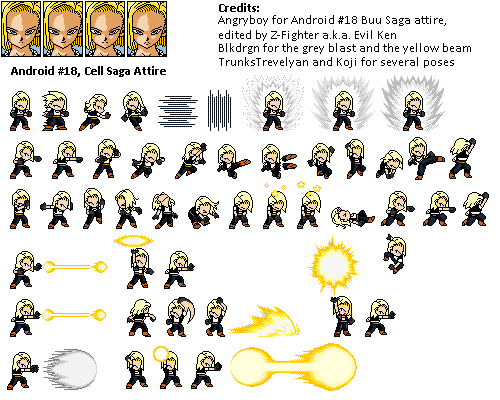 Credits:
Angryboy for Android #18 Buu Saga attire,
edited by Z-Fighter a.k.a. Evil Ken
Blkdrgn for the grey blast and the yellow beam
TrunksTrevelyan and Koji for several poses
Android #18, Cell Saga Attire